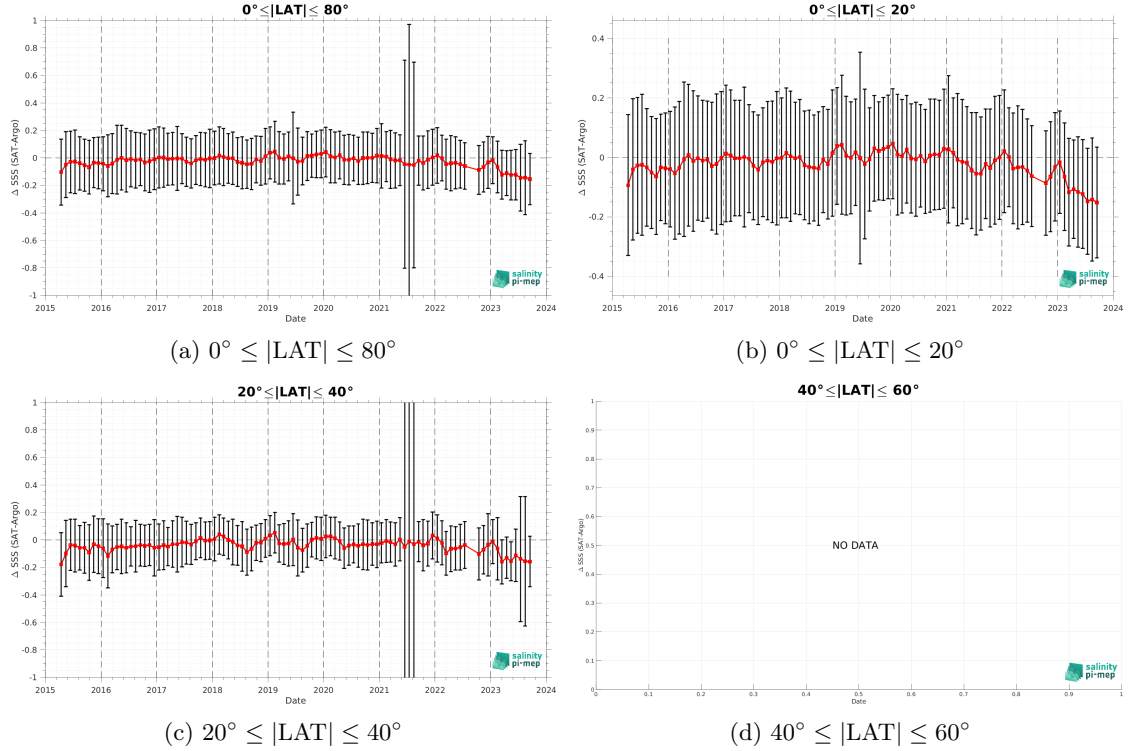 0°≤|LAT|≤ 80°
1
0.8
0.6
0.4
0.2
0
-0.2
-0.4
-0.6
-0.8
-1
Δ SSS (SAT-Argo)
2015 2016 2017 2018 2019 2020 2021 2022 2023 2024
Date
salinity
pi-mep
(a) 0° ≤ |LAT| ≤ 80°
0°≤|LAT|≤ 20°
0.4
0.2
0
-0.2
-0.4
Δ SSS (SAT-Argo)
2015 2016 2017 2018 2019 2020 2021 2022 2023 2024
Date
salinity
pi-mep
(b) 0° ≤ |LAT| ≤ 20°
20°≤|LAT|≤ 40°
1
0.8
0.6
0.4
0.2
0
-0.2
-0.4
-0.6
-0.8
-1
Δ SSS (SAT-Argo)
2015 2016 2017 2018 2019 2020 2021 2022 2023 2024
Date
salinity
pi-mep
(c) 20° ≤ |LAT| ≤ 40°
40°≤|LAT|≤ 60°
1
0.9
0.8
0.7
0.6
0.5
0.4
0.3
0.2
0.1
0
Δ SSS (SAT-Argo)
NO DATA
0 0.1 0.2 0.3 0.4 0.5 0.6 0.7 0.8 0.9 1
Date
salinity
pi-mep
(d) 40° ≤ |LAT| ≤ 60°